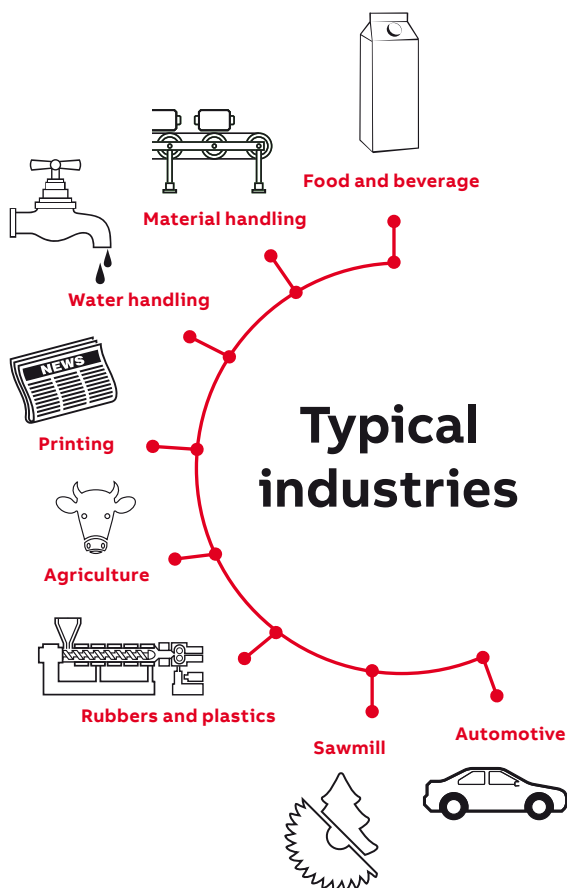 Food and beverage
Material handling
Water handling
NEWS
Printing
Typical
industries
Agriculture
Rubbers and plastics
Sawmill
Automotive